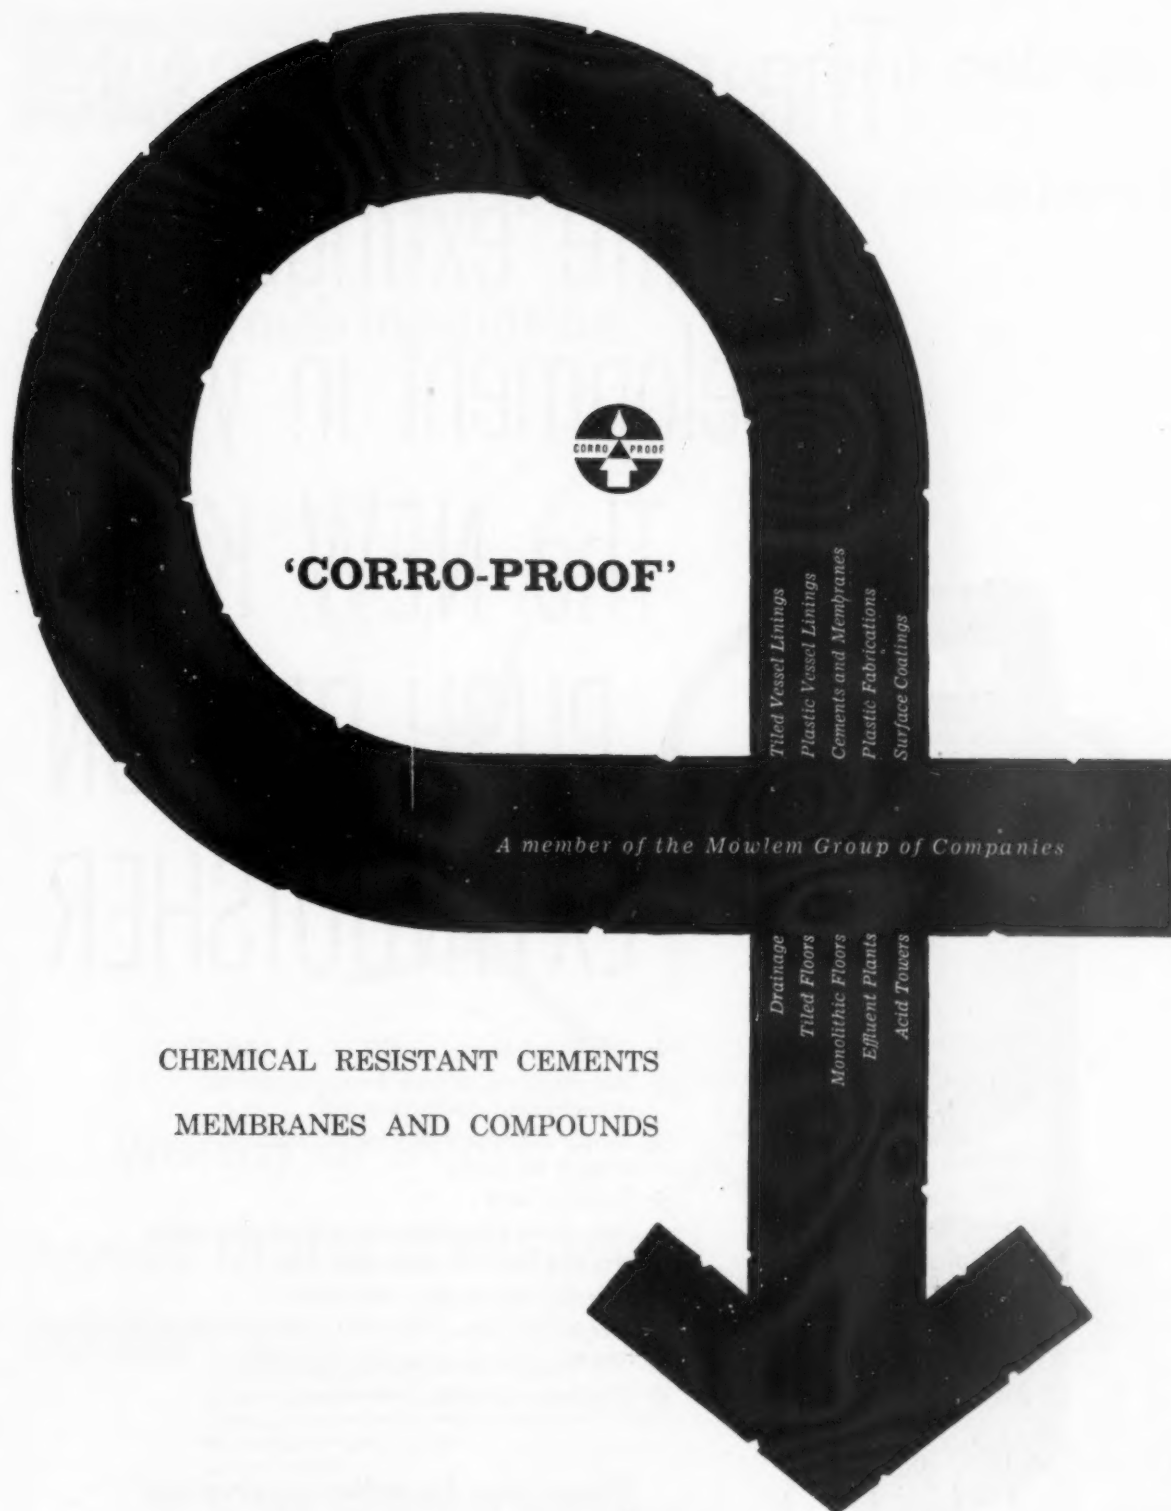 CORRO PROOF
‘CORRO-PROOF’
Tiled Vessel Linings
Plastic Vessel Linings
Cements and Membranes
Plastic Fabrications
Surface Coatings
A member of the Mowlem Group of Companies
Drainage
Tiled Floors
Monolithic Floors
Effluent Plants
Acid Towers
CHEMICAL RESISTANT CEMENTS
MEMBRANES AND COMPOUNDS